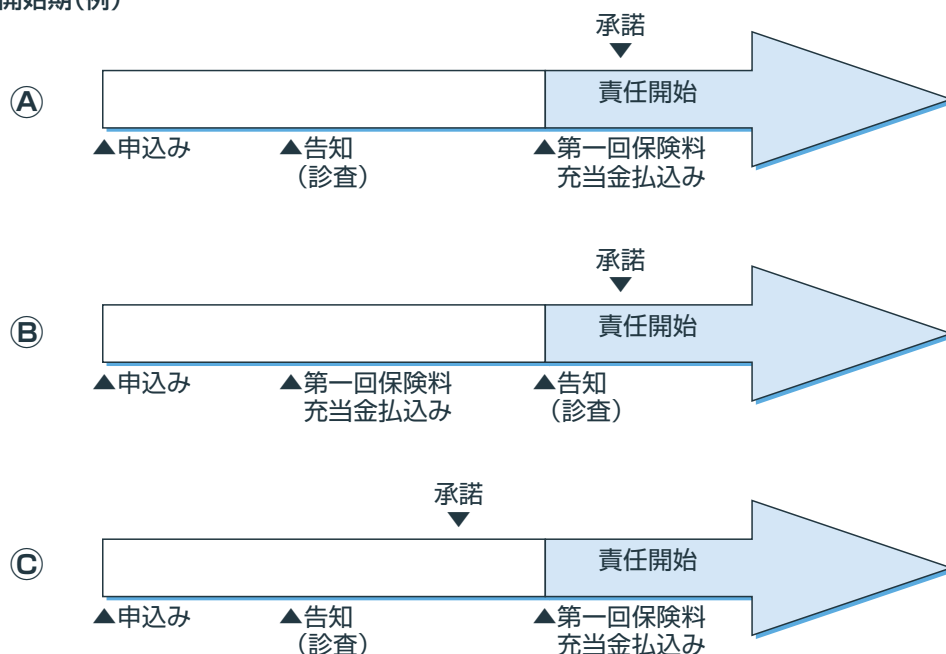 開始期（例）
承諾
▼
Ⓐ
責任開始
▲申込み
▲告知
（診査）
▲第一回保険料
充当金払込み
承諾
▼
Ⓑ
責任開始
▲申込み
▲第一回保険料
充当金払込み
▲告知
（診査）
承諾
▼
Ⓒ
責任開始
▲申込み
▲告知
（診査）
▲第一回保険料
充当金払込み